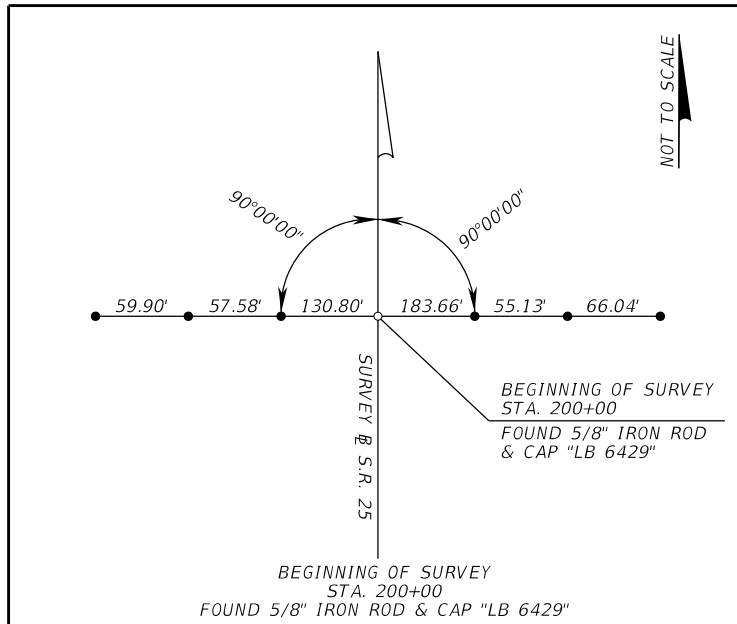 NOT TO SCALE
90°00'00"
90°00'00"
59.90' 57.58' 130.80' 183.66' 55.13' 66.04'
SURVEY ⅊ S.R. 25
BEGINNING OF SURVEY
STA. 200+00
FOUND 5/8" IRON ROD
& CAP "LB 6429"
BEGINNING OF SURVEY
STA. 200+00
FOUND 5/8" IRON ROD & CAP "LB 6429"